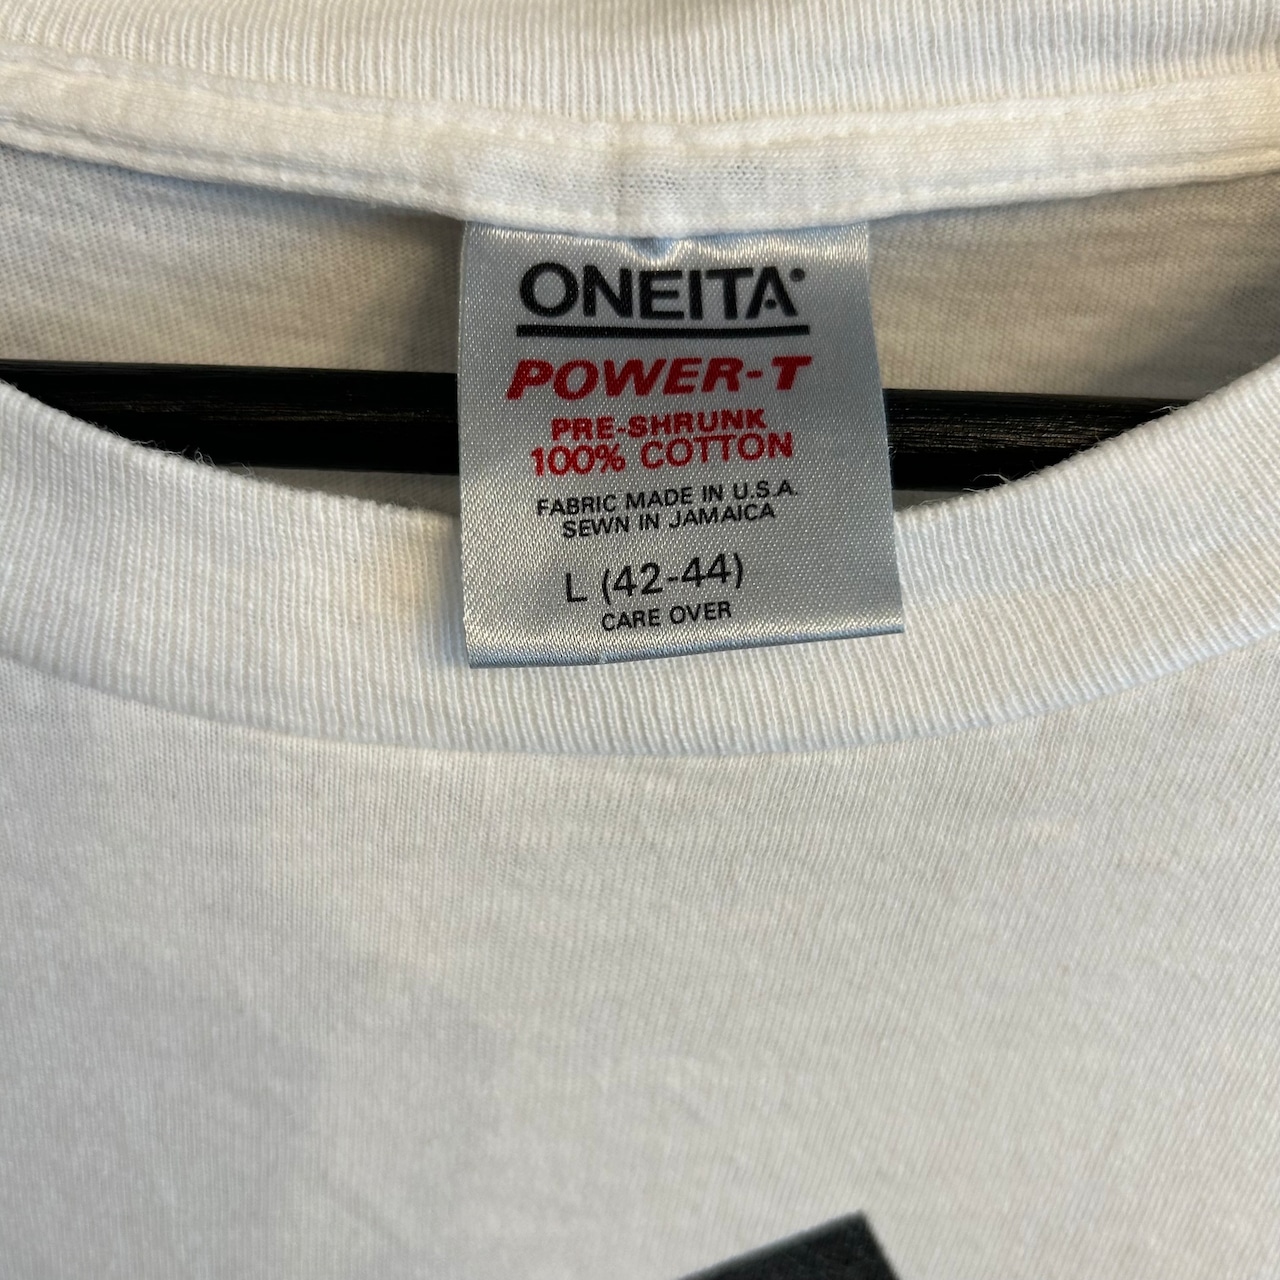 ONEITA
POWER-T
PRE-SHRUNK
100% COTTON
FABRIC MADE IN U.S.A.
SEWN IN JAMAICA
L (42-44)
CARE OVER